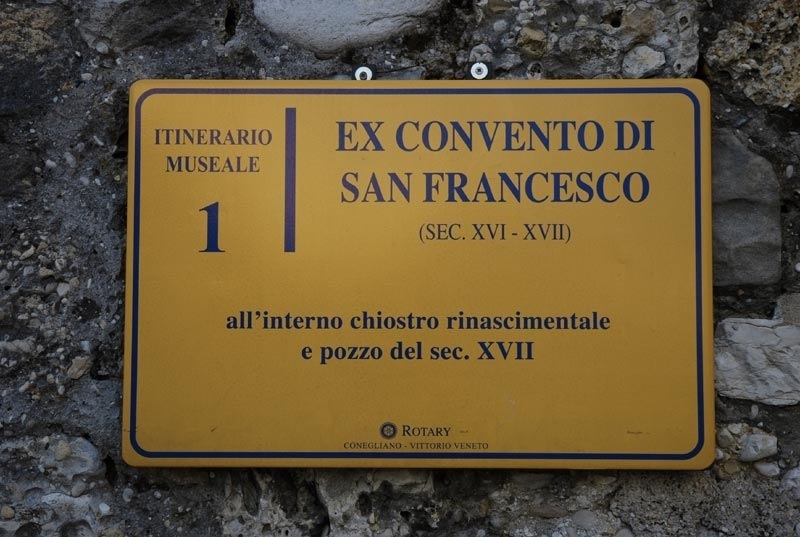 ITINERARIO
MUSEALE
1
EX CONVENTO DI
SAN FRANCESCO
(SEC. XVI - XVII)
all'interno chiostro rinascimentale
e pozzo del sec. XVII
ROTARY
CONEGLIANO - VITTORIO VENETO